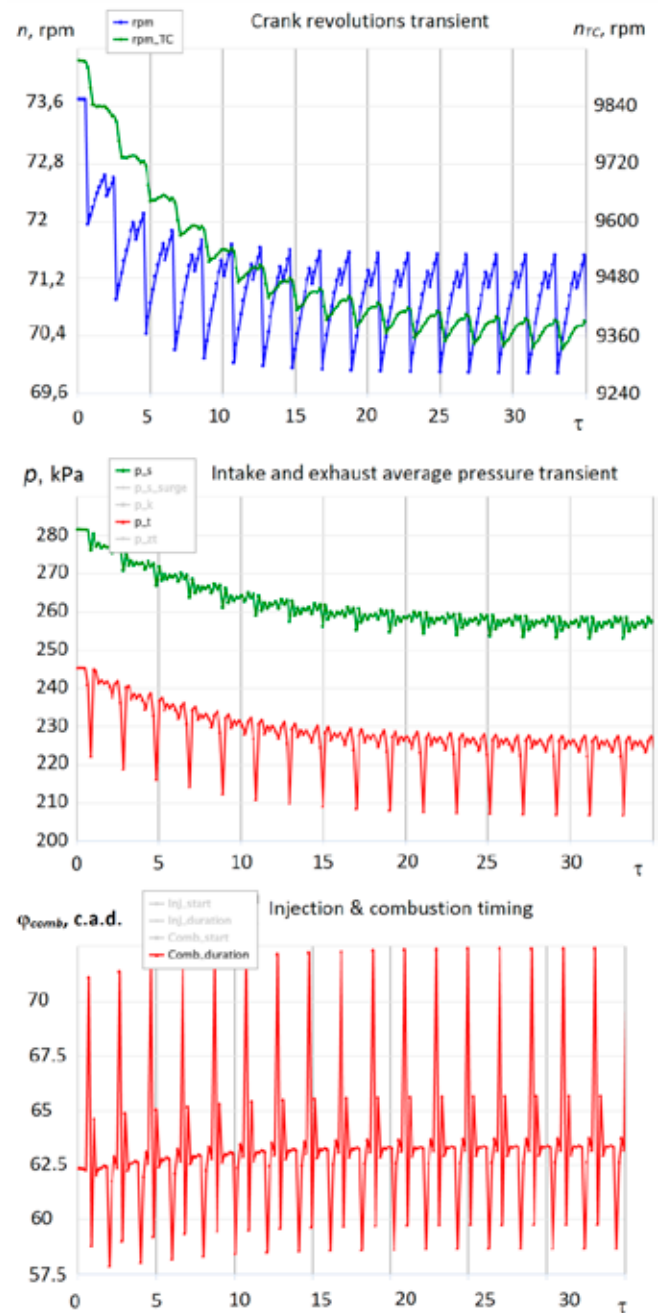 n, rpm
rpm
rpm_TC
Crank revolutions transient
n_TC, rpm
73,6
72,8
72
71,2
70,4
69,6
9840
9720
9600
9480
9360
9240
0 5 10 15 20 25 30 τ
p, kPa
p_s
p_s_surge
p_k
p_t
p_zt
Intake and exhaust average pressure transient
280
270
260
250
240
230
220
210
200
0 5 10 15 20 25 30 τ
φcomb, c.a.d.
Inj_start
Inj_duration
Comb_start
Comb_duration
Injection & combustion timing
70
67.5
65
62.5
60
57.5
0 5 10 15 20 25 30 τ